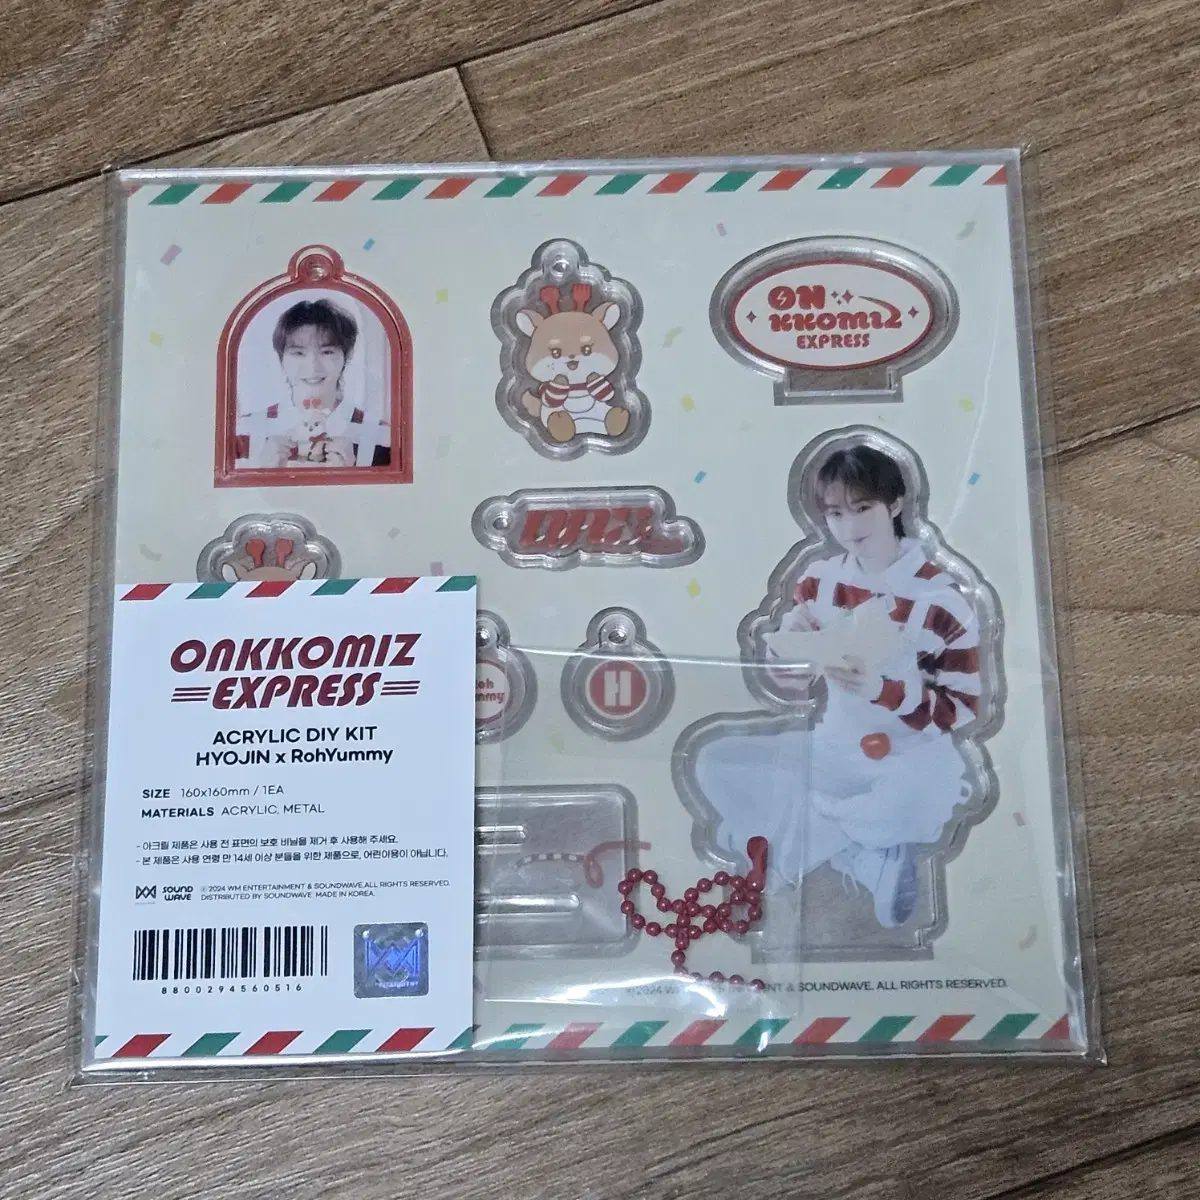 ON
KKOMIZ
EXPRESS
Roh
Yummy
H
ONKKOMIZ
EXPRESS
ACRYLIC DIY KIT
HYOJIN x RohYummy
SIZE 160x160mm / 1EA
MATERIALS ACRYLIC, METAL
- 아크릴 제품은 사용 전 표면의 보호 비닐을 제거 후 사용해 주세요.
- 본 제품은 사용 연령 만 14세 이상 분들을 위한 제품으로, 어린이용이 아닙니다.
SOUND
WAVE
ⓒ2024 WM ENTERTAINMENT & SOUNDWAVE,ALL RIGHTS RESERVED.
DISTRIBUTED BY SOUNDWAVE MADE IN KOREA.
8800294560516
ⓒ2024 W ENT & SOUNDWAVE. ALL RIGHTS RESERVED.